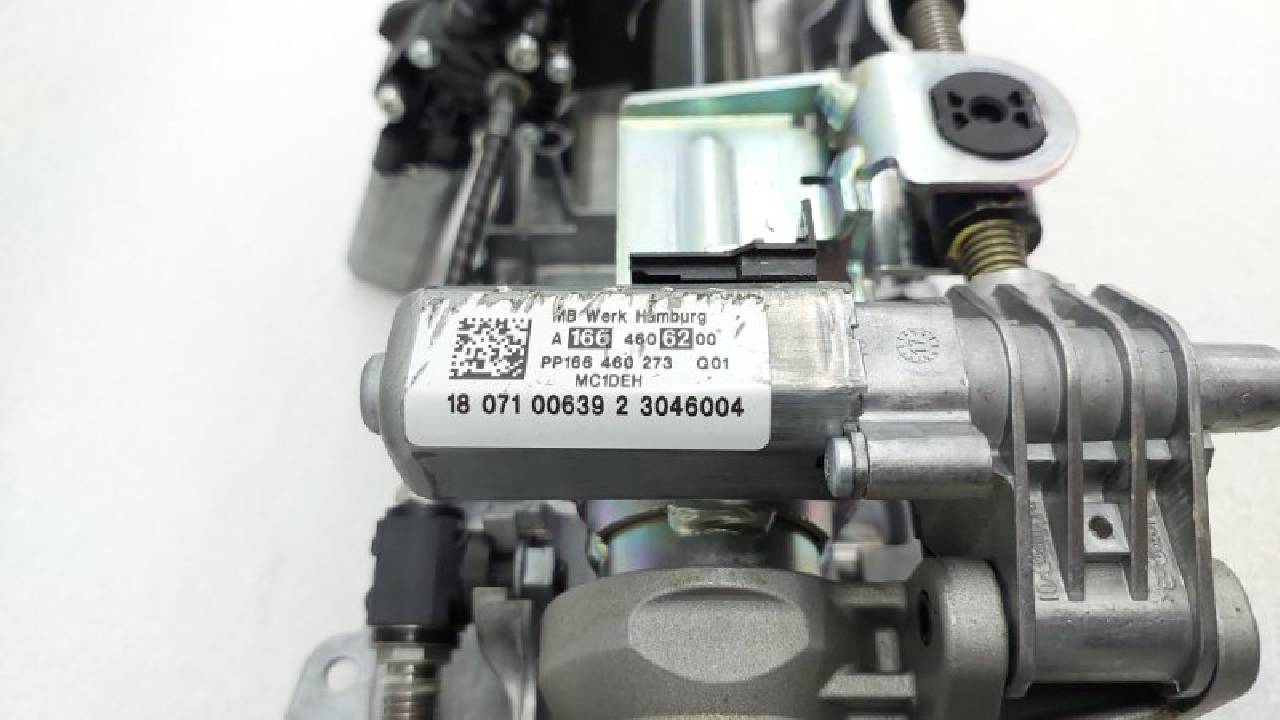 MB Werk Hamburg
A 166 460 62 00
PP166 460 273 Q01
MC1DEH
18 071 00639 2 3046004